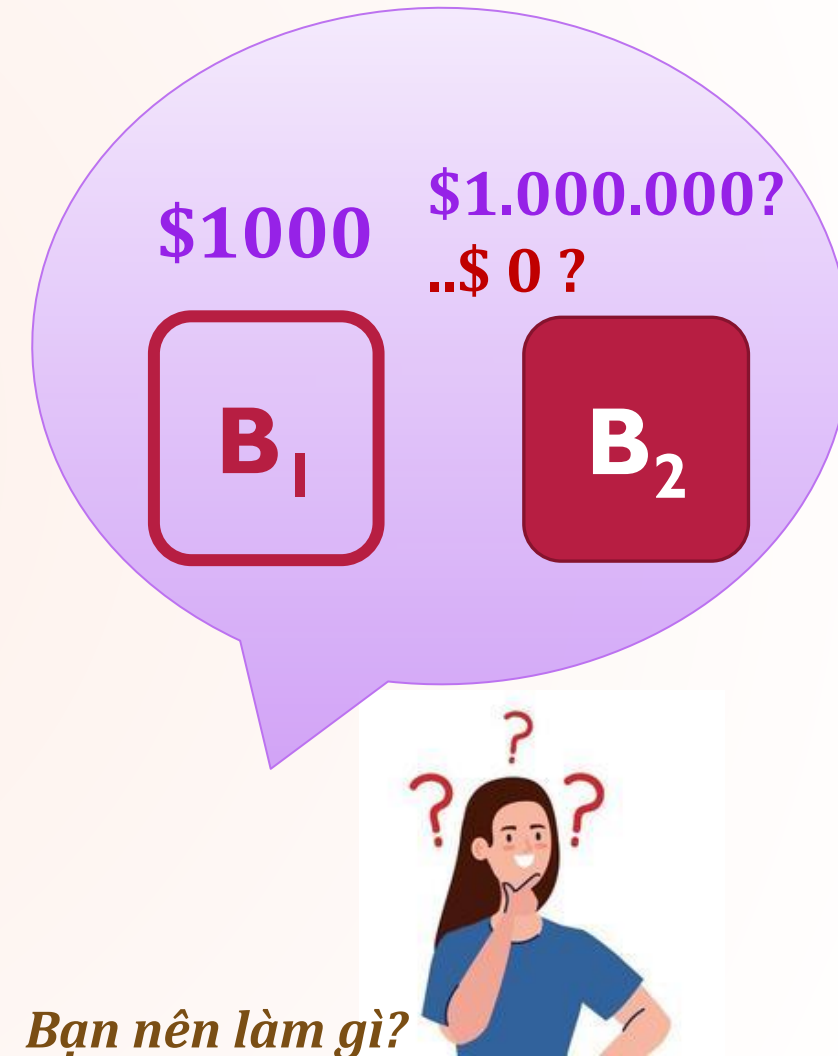 $1000
$1.000.000?
..$ 0 ?
B₁
B₂
? ? ?
Bạn nên làm gì?